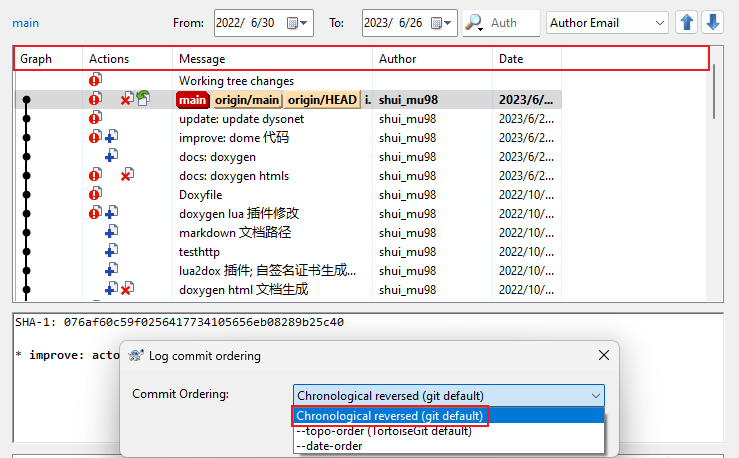 main From: 2022/ 6/30 To: 2023/ 6/26 Auth Author Email
Graph Actions Message Author Date
Working tree changes
main origin/main origin/HEAD i. shui_mu98 2023/6/...
update: update dysonet shui_mu98 2023/6/2...
improve: dome 代码 shui_mu98 2023/6/2...
docs: doxygen shui_mu98 2023/6/2...
docs: doxygen htmls shui_mu98 2023/6/2...
Doxyfile shui_mu98 2022/10/...
doxygen lua 插件修改 shui_mu98 2022/10/...
markdown 文档路径 shui_mu98 2022/10/...
testhttp shui_mu98 2022/10/...
lua2dox 插件; 自签名证书生成... shui_mu98 2022/10/...
doxygen html 文档生成 shui_mu98 2022/10/...
SHA-1: 076af60c59f0256417734105656eb08289b25c40
* improve: acto
Log commit ordering
Commit Ordering: Chronological reversed (git default)
Chronological reversed (git default)
--topo-order (TortoiseGit default)
--date-order